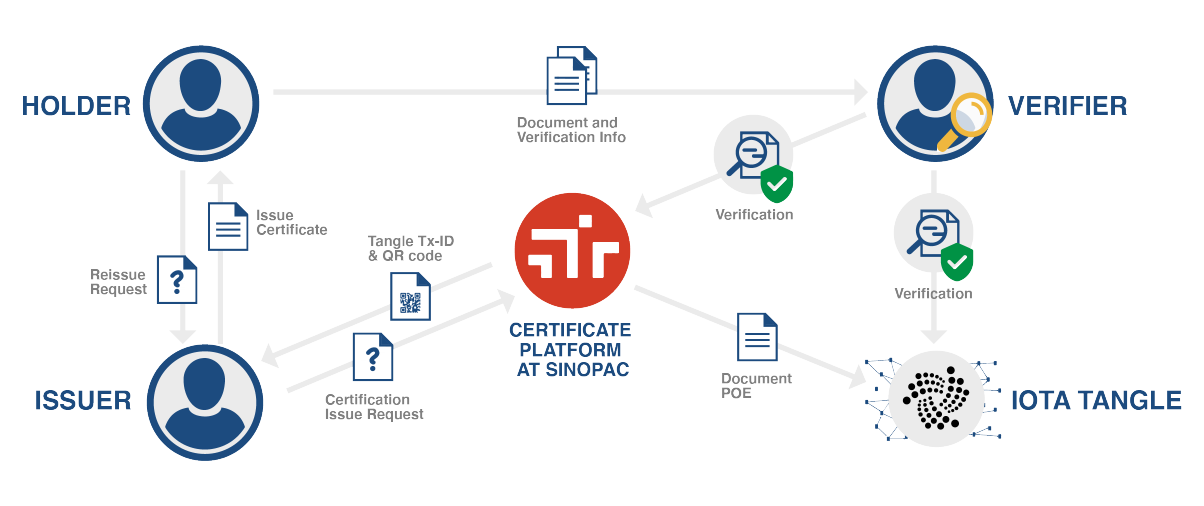 HOLDER
Document and
Verification Info
VERIFIER
Verification
Issue
Certificate
Reissue
Request
Tangle Tx-ID
& QR code
Verification
CERTIFICATE
PLATFORM
AT SINOPAC
Certification
Issue Request
Document
POE
ISSUER
IOTA TANGLE